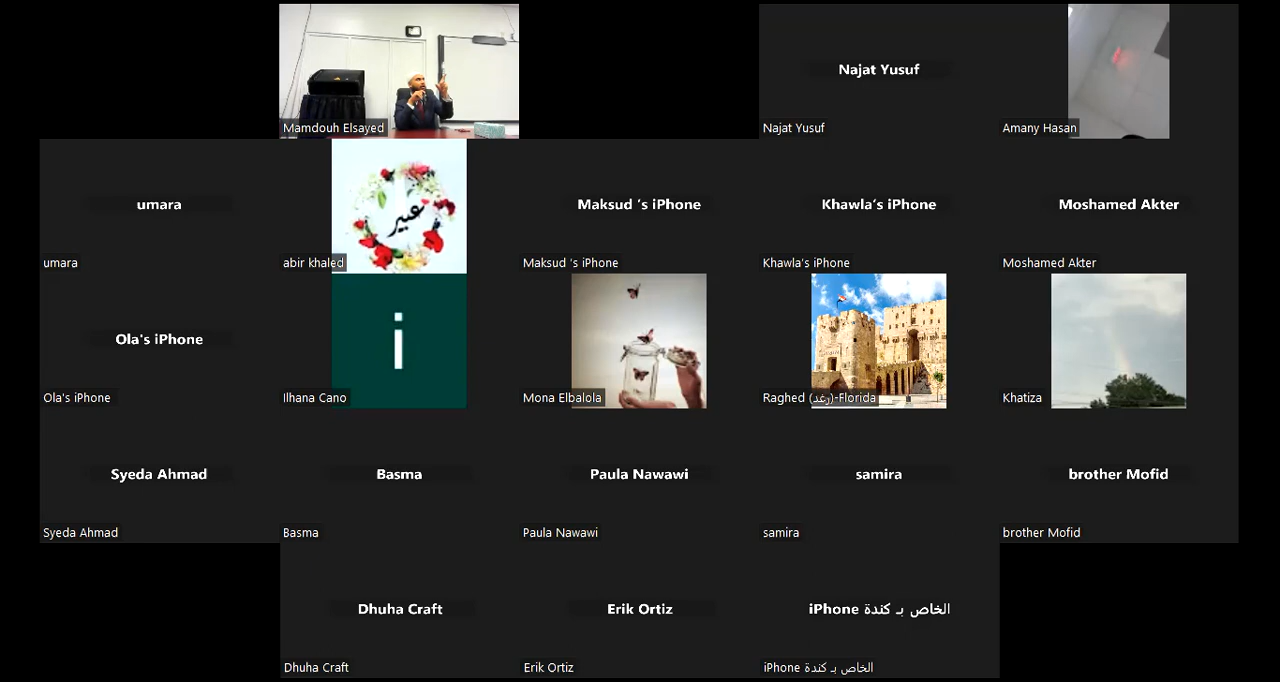 Mamdouh Elsayed
Najat Yusuf
Najat Yusuf
Amany Hasan
umara
umara
عبير
abir khaled
Maksud 's iPhone
Maksud 's iPhone
Khawla's iPhone
Khawla's iPhone
Moshamed Akter
Moshamed Akter
Ola's iPhone
Ola's iPhone
i
Ilhana Cano
Mona Elbalola
Raghed (رغد)-Florida
Khatiza
Syeda Ahmad
Syeda Ahmad
Basma
Basma
Paula Nawawi
Paula Nawawi
samira
samira
brother Mofid
brother Mofid
Dhuha Craft
Dhuha Craft
Erik Ortiz
Erik Ortiz
iPhone الخاص بـ كندة
iPhone الخاص بـ كندة